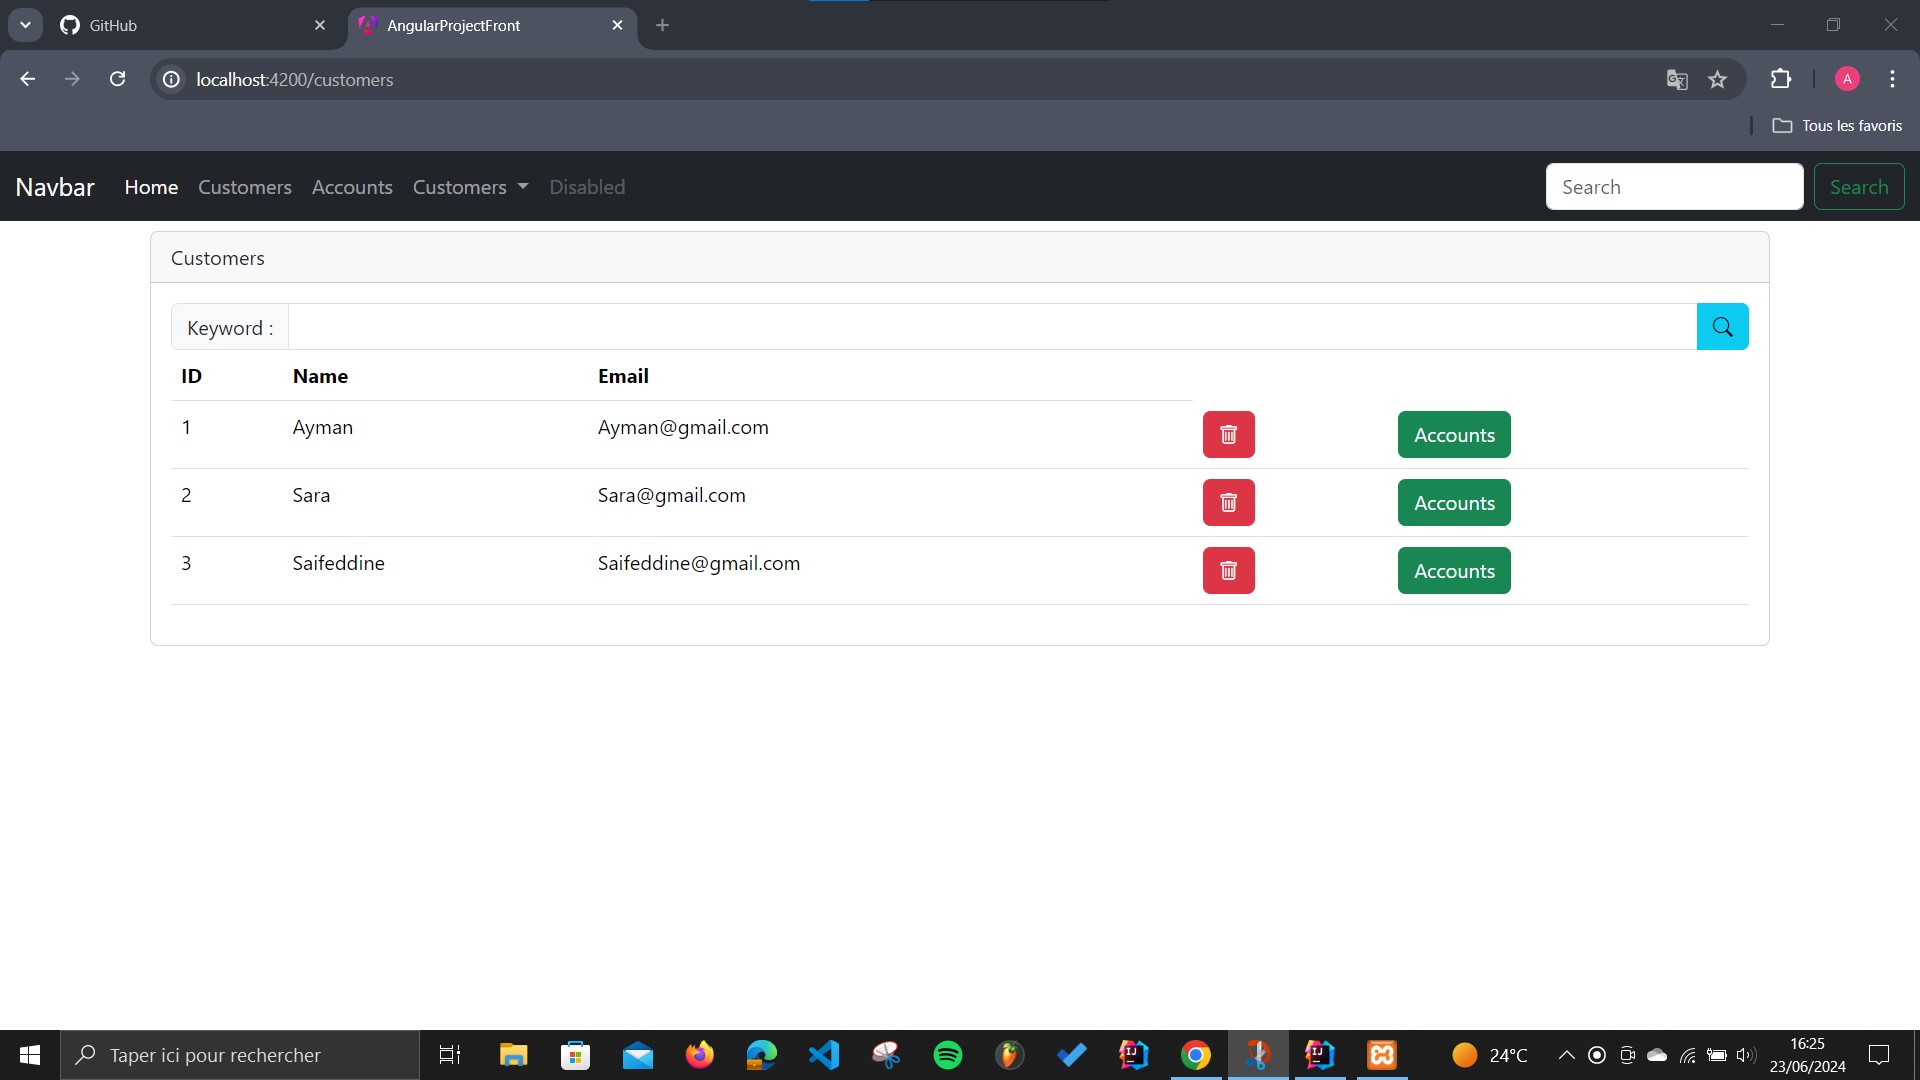 GitHub
AngularProjectFront
localhost:4200/customers
A
Tous les favoris
Navbar Home Customers Accounts Customers Disabled Search Search
Customers
Keyword :
ID Name Email
1 Ayman Ayman@gmail.com Accounts
2 Sara Sara@gmail.com Accounts
3 Saifeddine Saifeddine@gmail.com Accounts
Taper ici pour rechercher
24°C
16:25
23/06/2024